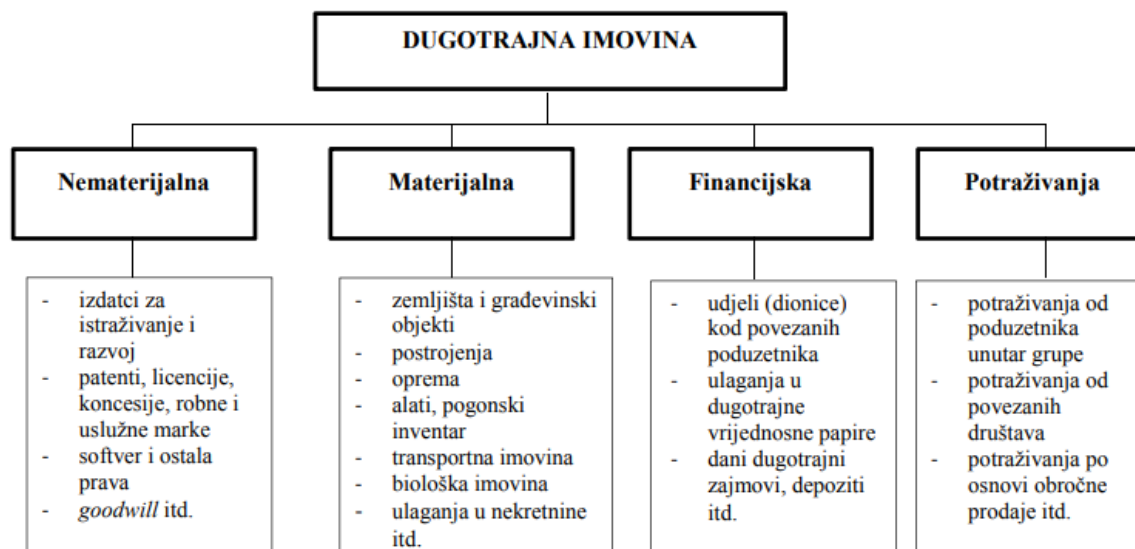 DUGOTRAJNA IMOVINA
Nematerijalna
Materijalna
Financijska
Potraživanja
- izdatci za
istraživanje i
razvoj
- patenti, licencije,
koncesije, robne i
uslužne marke
- softver i ostala
prava
- goodwill itd.
- zemljišta i građevinski
objekti
- postrojenja
- oprema
- alati, pogonski
inventar
- transportna imovina
- biološka imovina
- ulaganja u nekretnine
itd.
- udjeli (dionice)
kod povezanih
poduzetnika
- ulaganja u
dugotrajne
vrijednosne papire
- dani dugotrajni
zajmovi, depoziti
itd.
- potraživanja od
poduzetnika
unutar grupe
- potraživanja od
povezanih
društava
- potraživanja po
osnovi obročne
prodaje itd.